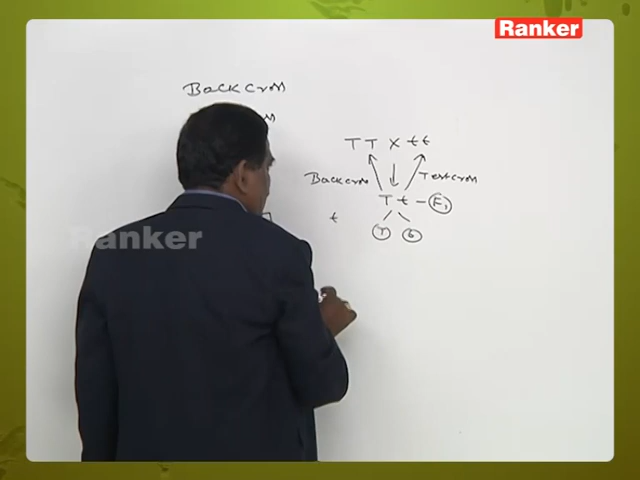 Ranker
Back cross
TT x tt
Back cross
Test cross
Tt - F1
T t
t
Ranker